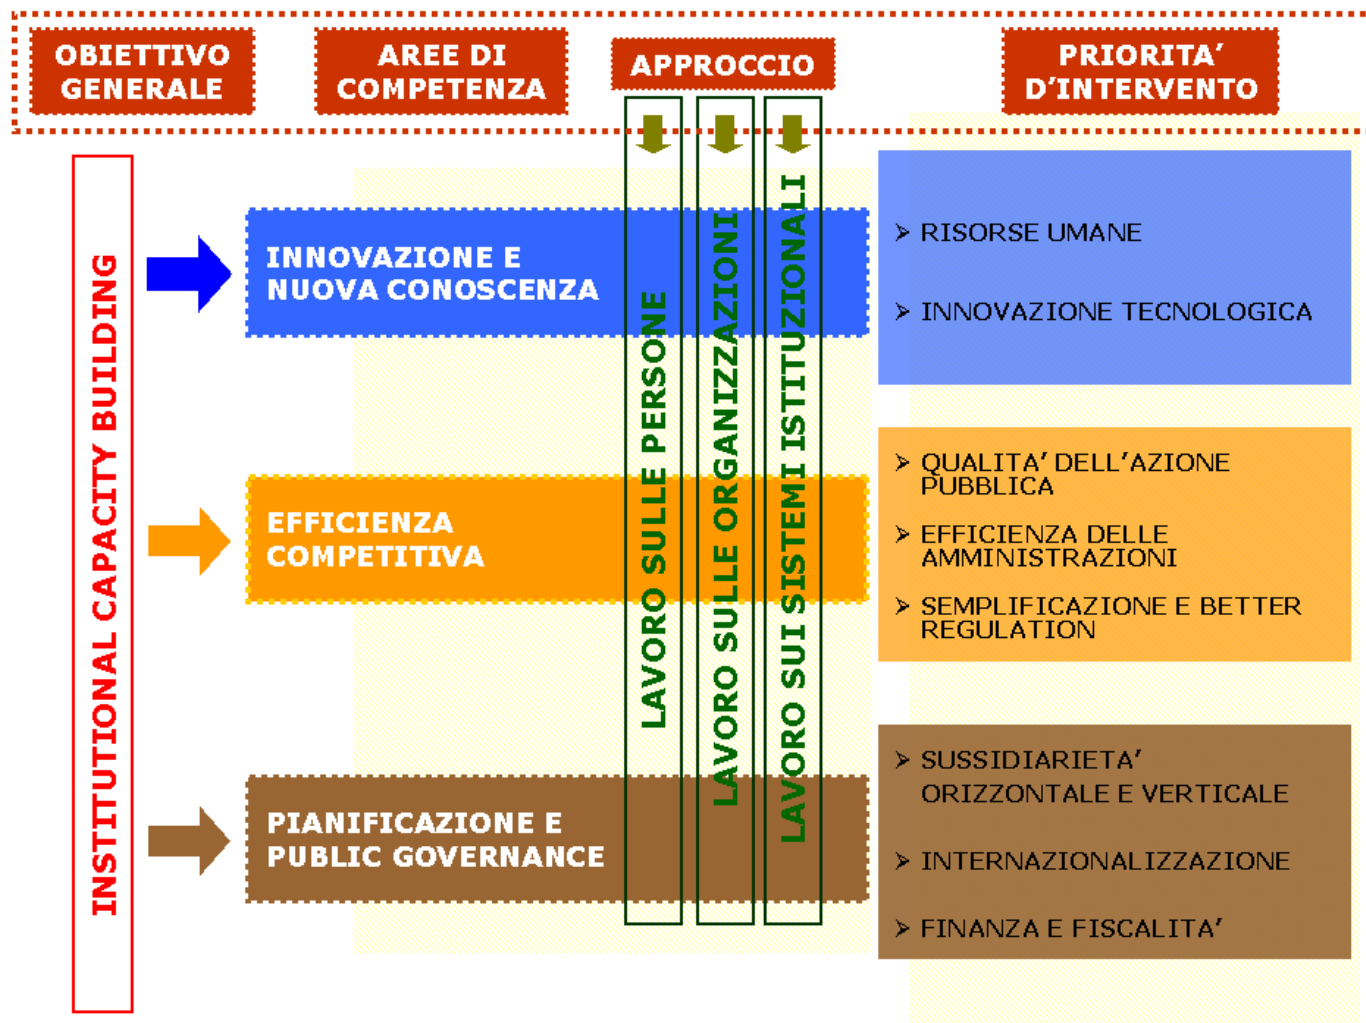 OBIETTIVO
GENERALE
AREE DI
COMPETENZA
APPROCCIO
PRIORITA’
D’INTERVENTO
INSTITUTIONAL CAPACITY BUILDING
INNOVAZIONE E
NUOVA CONOSCENZA
EFFICIENZA
COMPETITIVA
PIANIFICAZIONE E
PUBLIC GOVERNANCE
LAVORO SULLE PERSONE
LAVORO SULLE ORGANIZZAZIONI
LAVORO SUI SISTEMI ISTITUZIONALI
➢ RISORSE UMANE
➢ INNOVAZIONE TECNOLOGICA
➢ QUALITA’ DELL’AZIONE
PUBBLICA
➢ EFFICIENZA DELLE
AMMINISTRAZIONI
➢ SEMPLIFICAZIONE E BETTER
REGULATION
➢ SUSSIDIARIETA’
ORIZZONTALE E VERTICALE
➢ INTERNAZIONALIZZAZIONE
➢ FINANZA E FISCALITA’